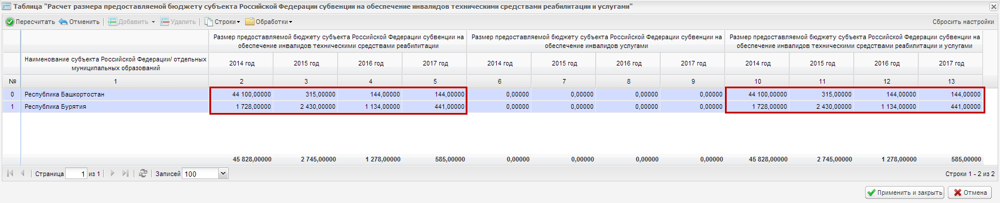 Таблица "Расчет размера предоставляемой бюджету субъекта Российской Федерации субвенции на обеспечение инвалидов техническими средствами реабилитации и услугами"
Пересчитать Отменить Добавить Удалить Строки Обработки Сбросить настройки
Размер предоставляемой бюджету субъекта Российской Федерации субвенции на обеспечение инвалидов техническими средствами реабилитации
Размер предоставляемой бюджету субъекта Российской Федерации субвенции на обеспечение инвалидов услугами
Размер предоставляемой бюджету субъекта Российской Федерации субвенции на обеспечение инвалидов техническими средствами реабилитации и услугами
Наименование субъекта Российской Федерации/ отдельных муниципальных образований
2014 год 2015 год 2016 год 2017 год 2014 год 2015 год 2016 год 2017 год 2014 год 2015 год 2016 год 2017 год
№ 1 2 3 4 5 6 7 8 9 10 11 12 13
0 Республика Башкортостан 44 100,00000 315,00000 144,00000 144,00000 0,00000 0,00000 0,00000 0,00000 44 100,00000 315,00000 144,00000 144,00000
1 Республика Бурятия 1 728,00000 2 430,00000 1 134,00000 441,00000 0,00000 0,00000 0,00000 0,00000 1 728,00000 2 430,00000 1 134,00000 441,00000
45 828,00000 2 745,00000 1 278,00000 585,00000 0,00000 0,00000 0,00000 0,00000 45 828,00000 2 745,00000 1 278,00000 585,00000
Страница 1 из 1 Записей 100 Строки 1 - 2 из 2
Применить и закрыть Отмена